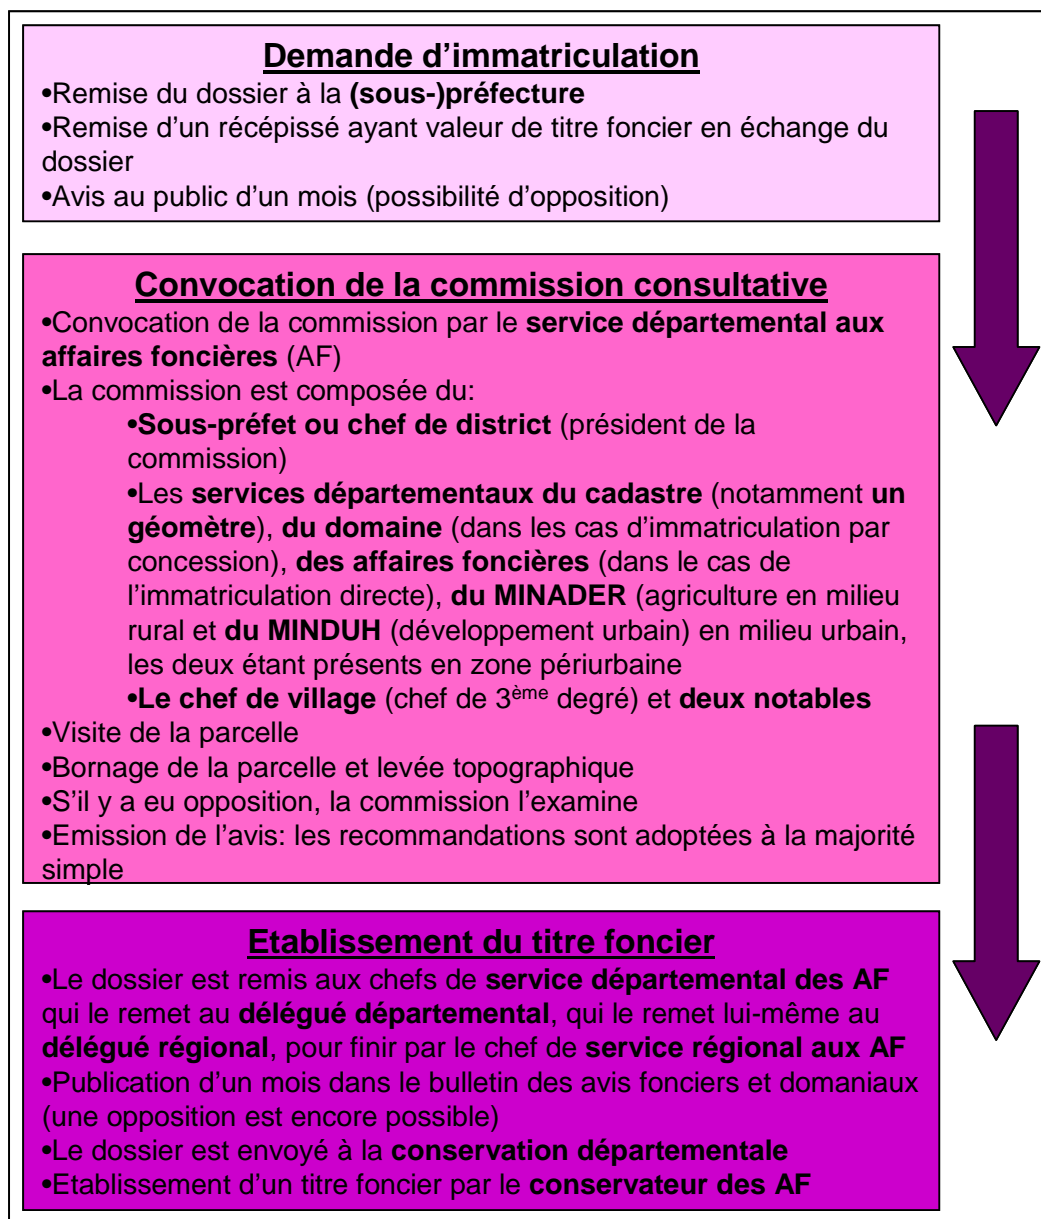 Demande d’immatriculation
•Remise du dossier à la (sous-)préfecture
•Remise d’un récépissé ayant valeur de titre foncier en échange du
dossier
•Avis au public d’un mois (possibilité d’opposition)
Convocation de la commission consultative
•Convocation de la commission par le service départemental aux
affaires foncières (AF)
•La commission est composée du:
•Sous-préfet ou chef de district (président de la
commission)
•Les services départementaux du cadastre (notamment un
géomètre), du domaine (dans les cas d’immatriculation par
concession), des affaires foncières (dans le cas de
l’immatriculation directe), du MINADER (agriculture en milieu
rural et du MINDUH (développement urbain) en milieu urbain,
les deux étant présents en zone périurbaine
•Le chef de village (chef de 3ème degré) et deux notables
•Visite de la parcelle
•Bornage de la parcelle et levée topographique
•S’il y a eu opposition, la commission l’examine
•Emission de l’avis: les recommandations sont adoptées à la majorité
simple
Etablissement du titre foncier
•Le dossier est remis aux chefs de service départemental des AF
qui le remet au délégué départemental, qui le remet lui-même au
délégué régional, pour finir par le chef de service régional aux AF
•Publication d’un mois dans le bulletin des avis fonciers et domaniaux
(une opposition est encore possible)
•Le dossier est envoyé à la conservation départementale
•Etablissement d’un titre foncier par le conservateur des AF